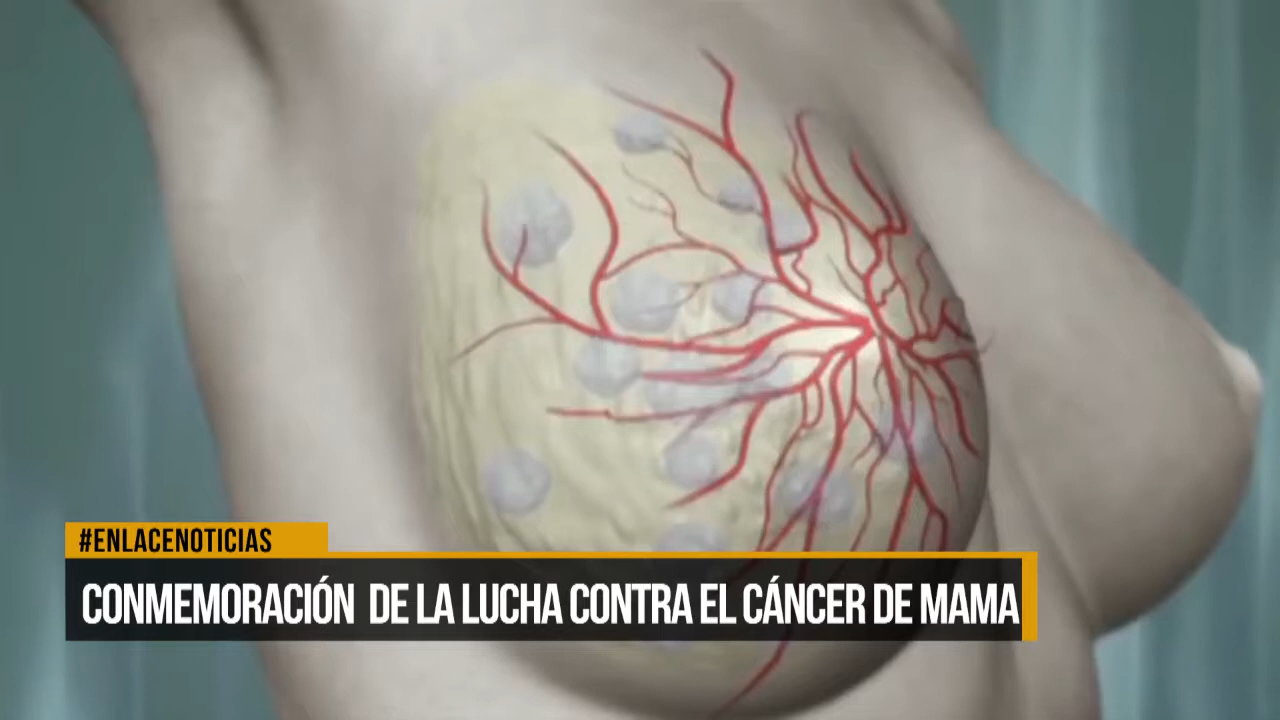 #ENLACENOTICIAS
CONMEMORACIÓN DE LA LUCHA CONTRA EL CÁNCER DE MAMA